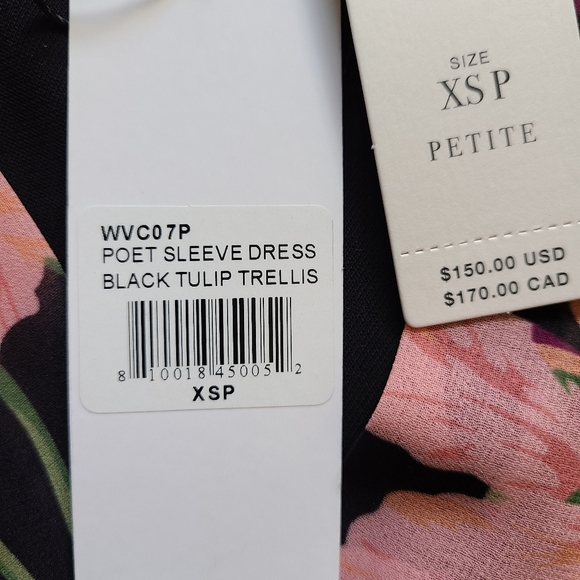 SIZE
XS P
PETITE
$150.00 USD
$170.00 CAD
WVC07P
POET SLEEVE DRESS
BLACK TULIP TRELLIS
8 10018 45005 2
XSP